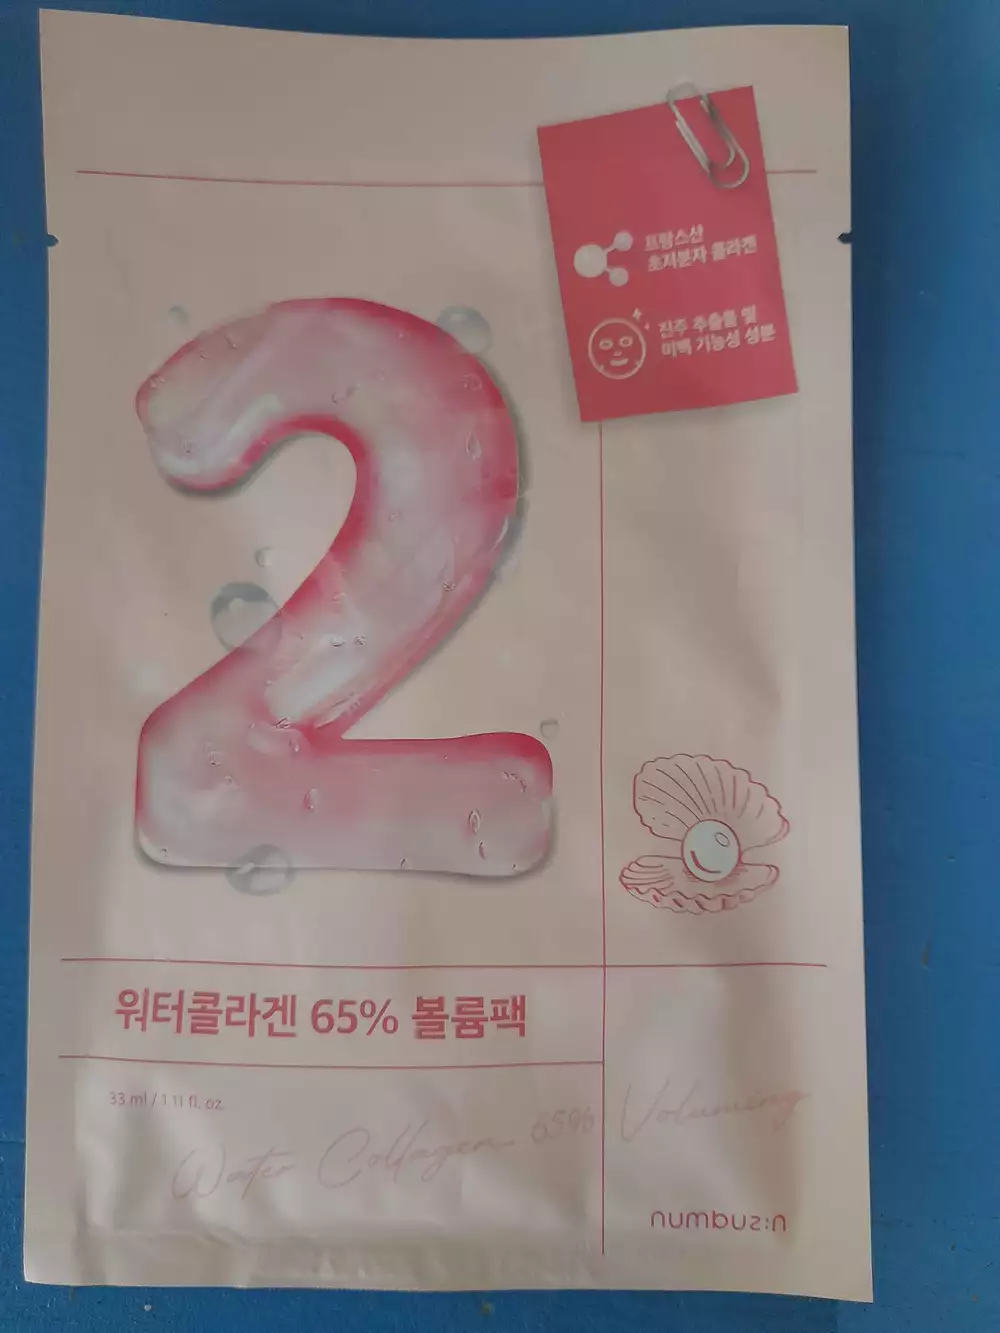 프랑스산
초저분자 콜라겐
진주 추출물 및
미백 기능성 성분
2
워터콜라겐 65% 볼륨팩
33 ml / 1.11 fl. oz.
Water Collagen 65% Voluming
numbuz:n